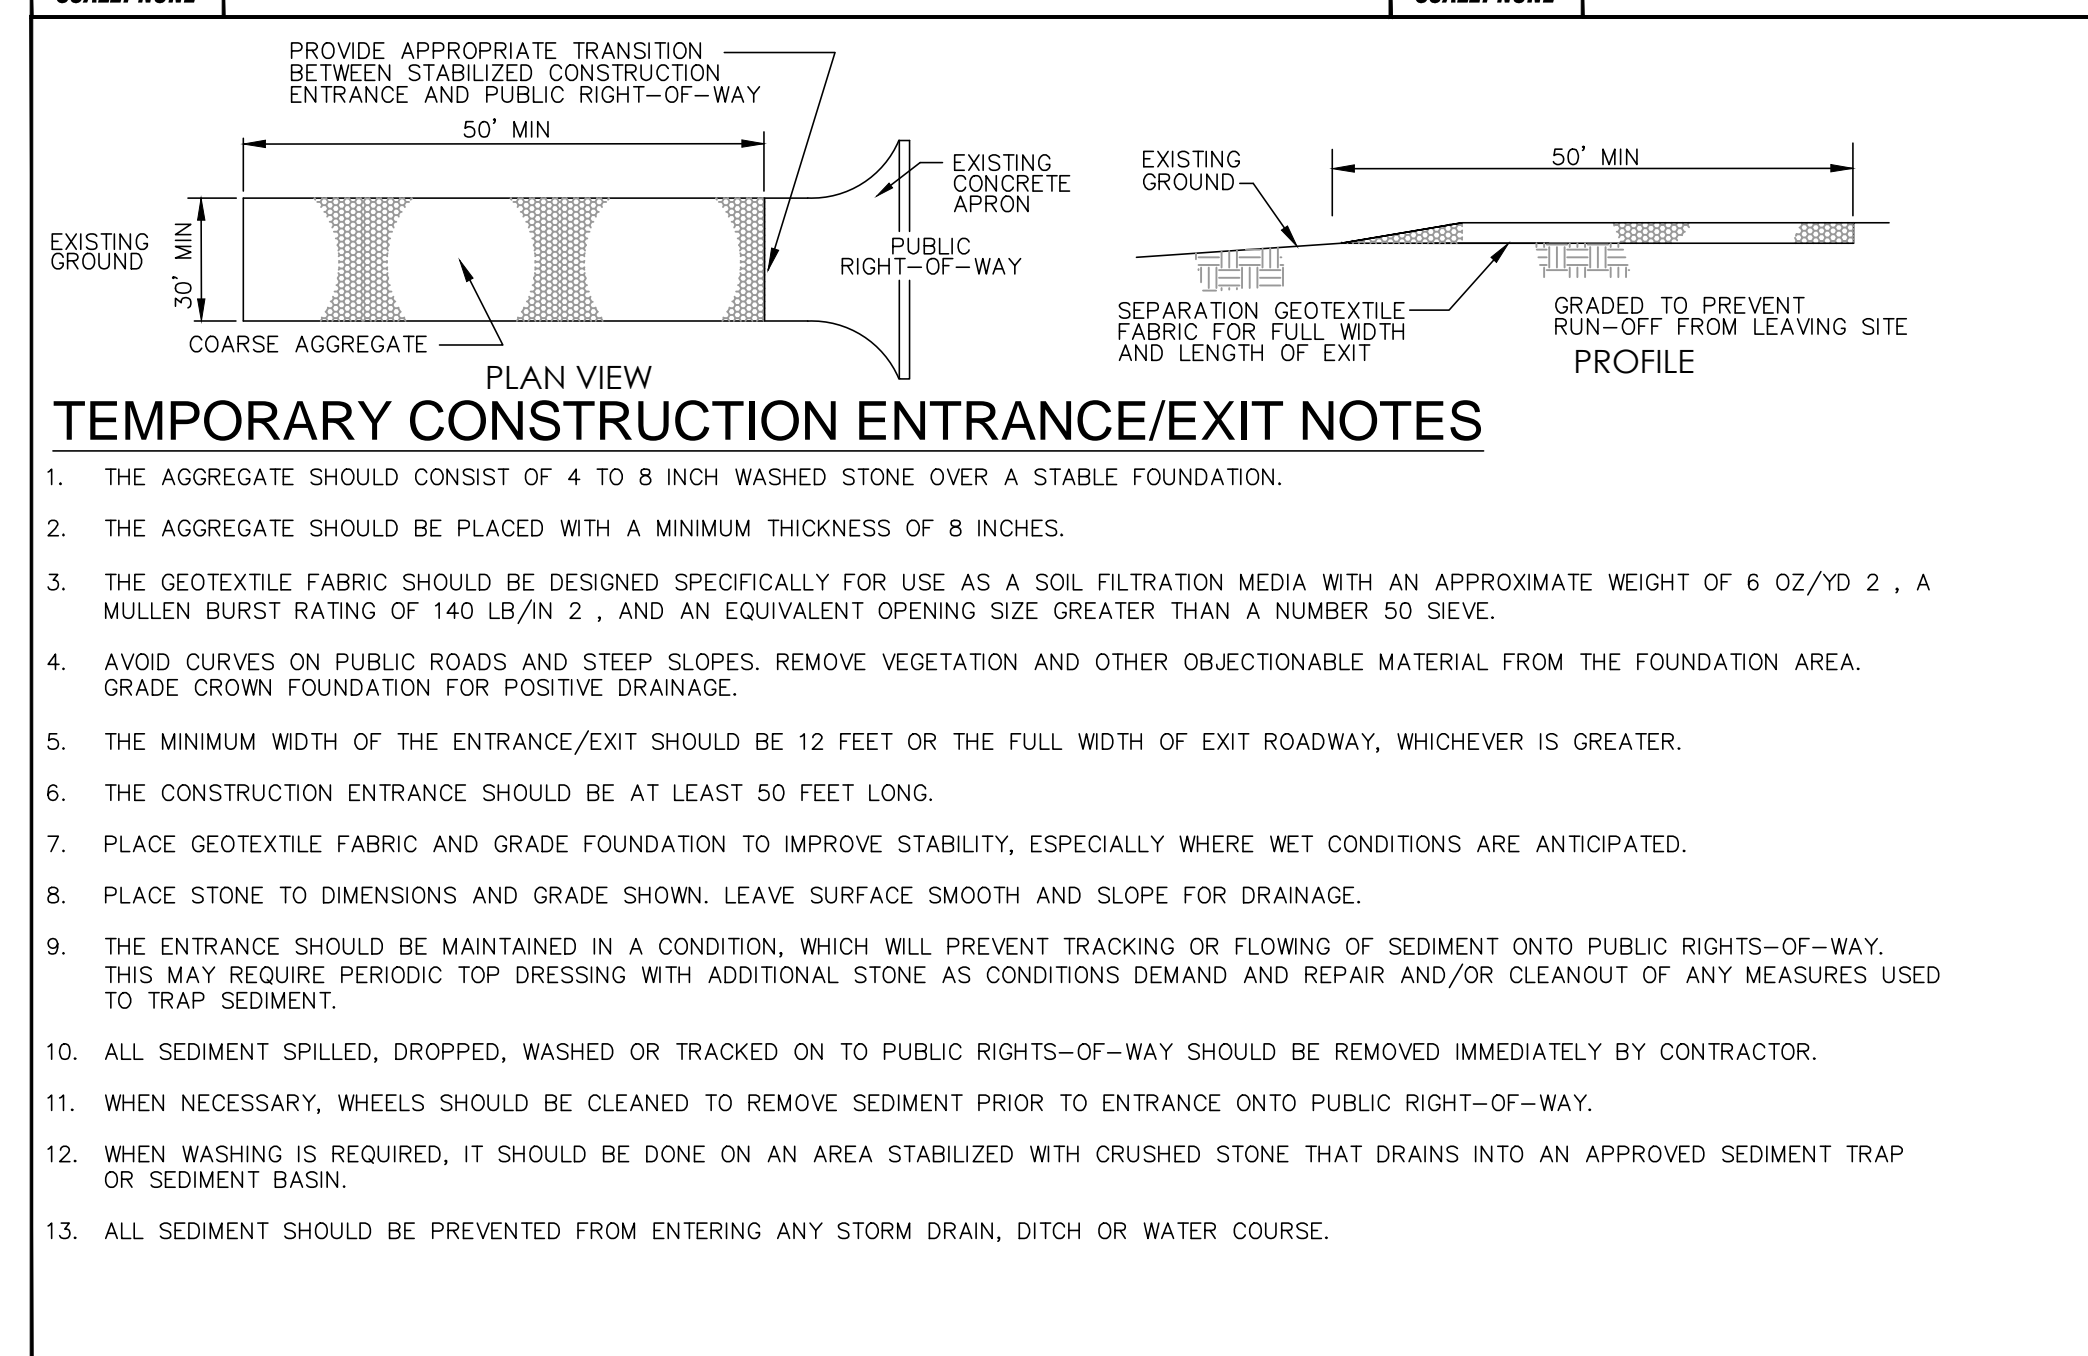 PROVIDE APPROPRIATE TRANSITION
BETWEEN STABILIZED CONSTRUCTION
ENTRANCE AND PUBLIC RIGHT-OF-WAY
50' MIN
EXISTING
CONCRETE
APRON
EXISTING
GROUND
30' MIN
PUBLIC
RIGHT-OF-WAY
COARSE AGGREGATE
PLAN VIEW
EXISTING
GROUND
50' MIN
SEPARATION GEOTEXTILE
FABRIC FOR FULL WIDTH
AND LENGTH OF EXIT
GRADED TO PREVENT
RUN-OFF FROM LEAVING SITE
PROFILE
TEMPORARY CONSTRUCTION ENTRANCE/EXIT NOTES
1. THE AGGREGATE SHOULD CONSIST OF 4 TO 8 INCH WASHED STONE OVER A STABLE FOUNDATION.
2. THE AGGREGATE SHOULD BE PLACED WITH A MINIMUM THICKNESS OF 8 INCHES.
3. THE GEOTEXTILE FABRIC SHOULD BE DESIGNED SPECIFICALLY FOR USE AS A SOIL FILTRATION MEDIA WITH AN APPROXIMATE WEIGHT OF 6 OZ/YD 2 , A
MULLEN BURST RATING OF 140 LB/IN 2 , AND AN EQUIVALENT OPENING SIZE GREATER THAN A NUMBER 50 SIEVE.
4. AVOID CURVES ON PUBLIC ROADS AND STEEP SLOPES. REMOVE VEGETATION AND OTHER OBJECTIONABLE MATERIAL FROM THE FOUNDATION AREA.
GRADE CROWN FOUNDATION FOR POSITIVE DRAINAGE.
5. THE MINIMUM WIDTH OF THE ENTRANCE/EXIT SHOULD BE 12 FEET OR THE FULL WIDTH OF EXIT ROADWAY, WHICHEVER IS GREATER.
6. THE CONSTRUCTION ENTRANCE SHOULD BE AT LEAST 50 FEET LONG.
7. PLACE GEOTEXTILE FABRIC AND GRADE FOUNDATION TO IMPROVE STABILITY, ESPECIALLY WHERE WET CONDITIONS ARE ANTICIPATED.
8. PLACE STONE TO DIMENSIONS AND GRADE SHOWN. LEAVE SURFACE SMOOTH AND SLOPE FOR DRAINAGE.
9. THE ENTRANCE SHOULD BE MAINTAINED IN A CONDITION, WHICH WILL PREVENT TRACKING OR FLOWING OF SEDIMENT ONTO PUBLIC RIGHTS-OF-WAY.
THIS MAY REQUIRE PERIODIC TOP DRESSING WITH ADDITIONAL STONE AS CONDITIONS DEMAND AND REPAIR AND/OR CLEANOUT OF ANY MEASURES USED
TO TRAP SEDIMENT.
10. ALL SEDIMENT SPILLED, DROPPED, WASHED OR TRACKED ON TO PUBLIC RIGHTS-OF-WAY SHOULD BE REMOVED IMMEDIATELY BY CONTRACTOR.
11. WHEN NECESSARY, WHEELS SHOULD BE CLEANED TO REMOVE SEDIMENT PRIOR TO ENTRANCE ONTO PUBLIC RIGHT-OF-WAY.
12. WHEN WASHING IS REQUIRED, IT SHOULD BE DONE ON AN AREA STABILIZED WITH CRUSHED STONE THAT DRAINS INTO AN APPROVED SEDIMENT TRAP
OR SEDIMENT BASIN.
13. ALL SEDIMENT SHOULD BE PREVENTED FROM ENTERING ANY STORM DRAIN, DITCH OR WATER COURSE.